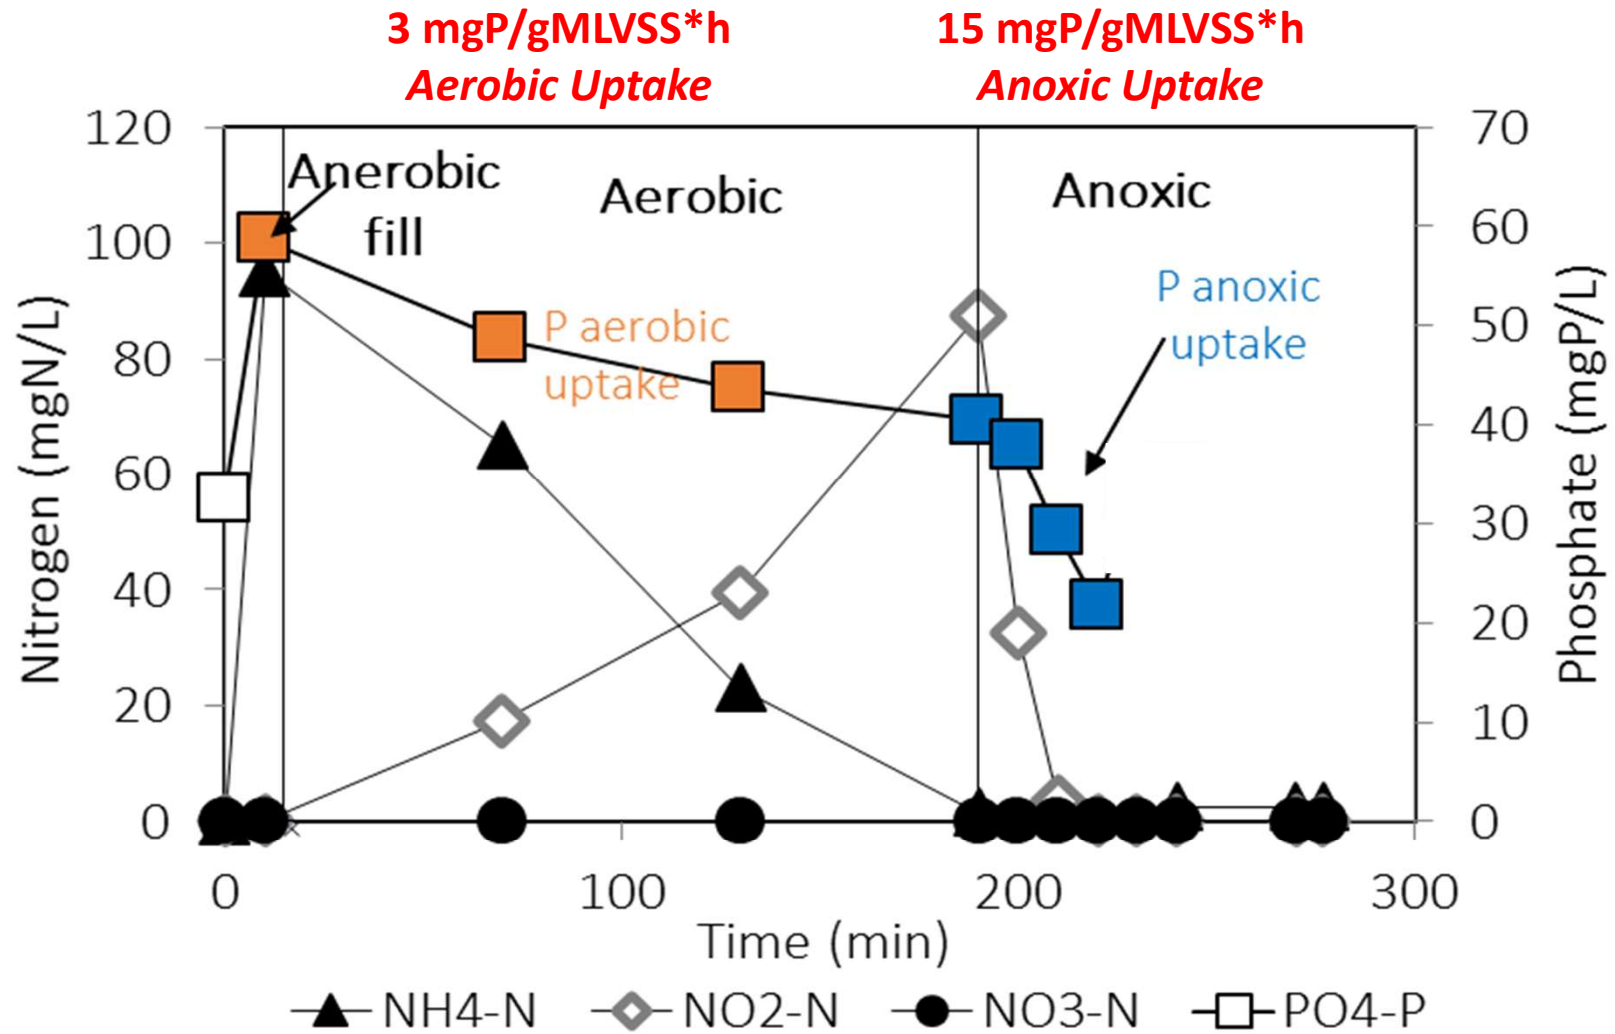 3 mgP/gMLVSS*h
Aerobic Uptake
15 mgP/gMLVSS*h
Anoxic Uptake
120
100
80
60
40
20
0
Nitrogen (mgN/L)
Anerobic
fill
Aerobic
Anoxic
P aerobic
uptake
P anoxic
uptake
70
60
50
40
30
20
10
0
Phosphate (mgP/L)
0
100
200
300
Time (min)
NH4-N
NO2-N
NO3-N
PO4-P